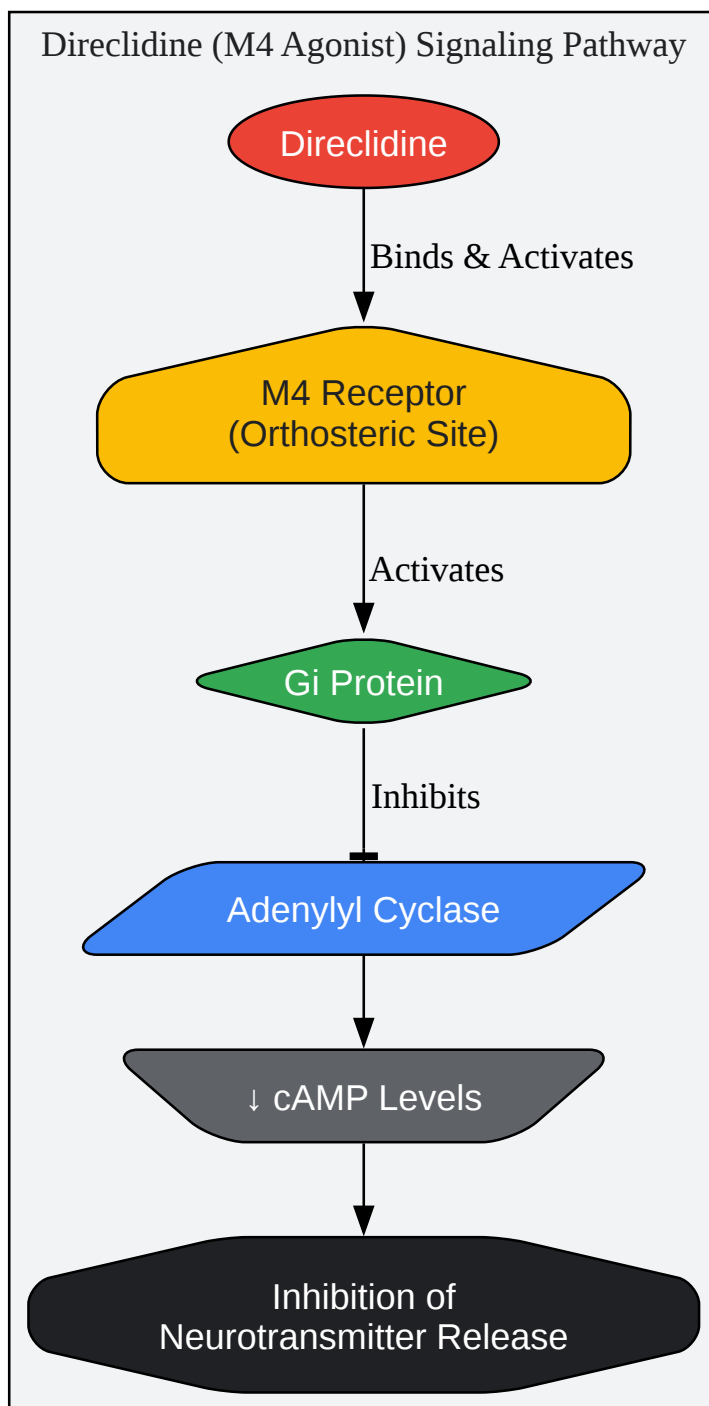 Direclidine (M4 Agonist) Signaling Pathway
Direclidine
Binds & Activates
M4 Receptor
(Orthosteric Site)
Activates
Gi Protein
Inhibits
Adenylyl Cyclase
↓ cAMP Levels
Inhibition of
Neurotransmitter Release